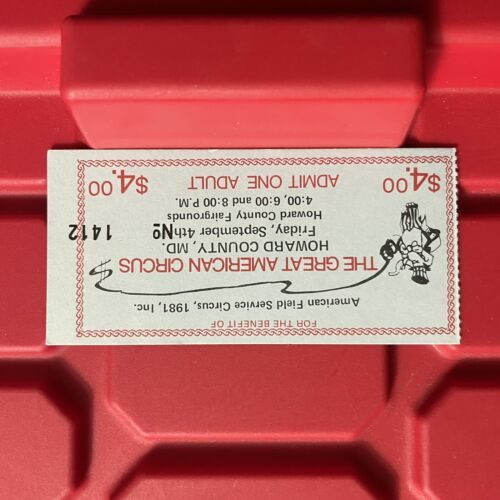 FOR THE BENEFIT OF
American Field Service Circus, 1981, Inc.
THE GREAT AMERICAN CIRCUS
HOWARD COUNTY, MD.
Friday, September 4th
Nº 1412
Howard County Fairgrounds
4:00, 6:00 and 8:00 P.M.
$4.00 ADMIT ONE ADULT $4.00